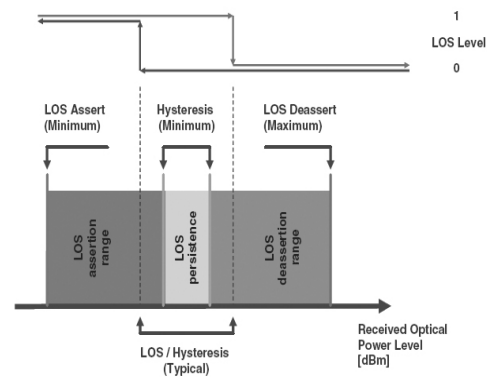 1
LOS Level
0
LOS Assert
(Minimum)
Hysteresis
(Minimum)
LOS Deassert
(Maximum)
LOS
assertion
range
LOS
persistence
LOS
deassertion
range
Received Optical
Power Level
[dBm]
LOS / Hysteresis
(Typical)